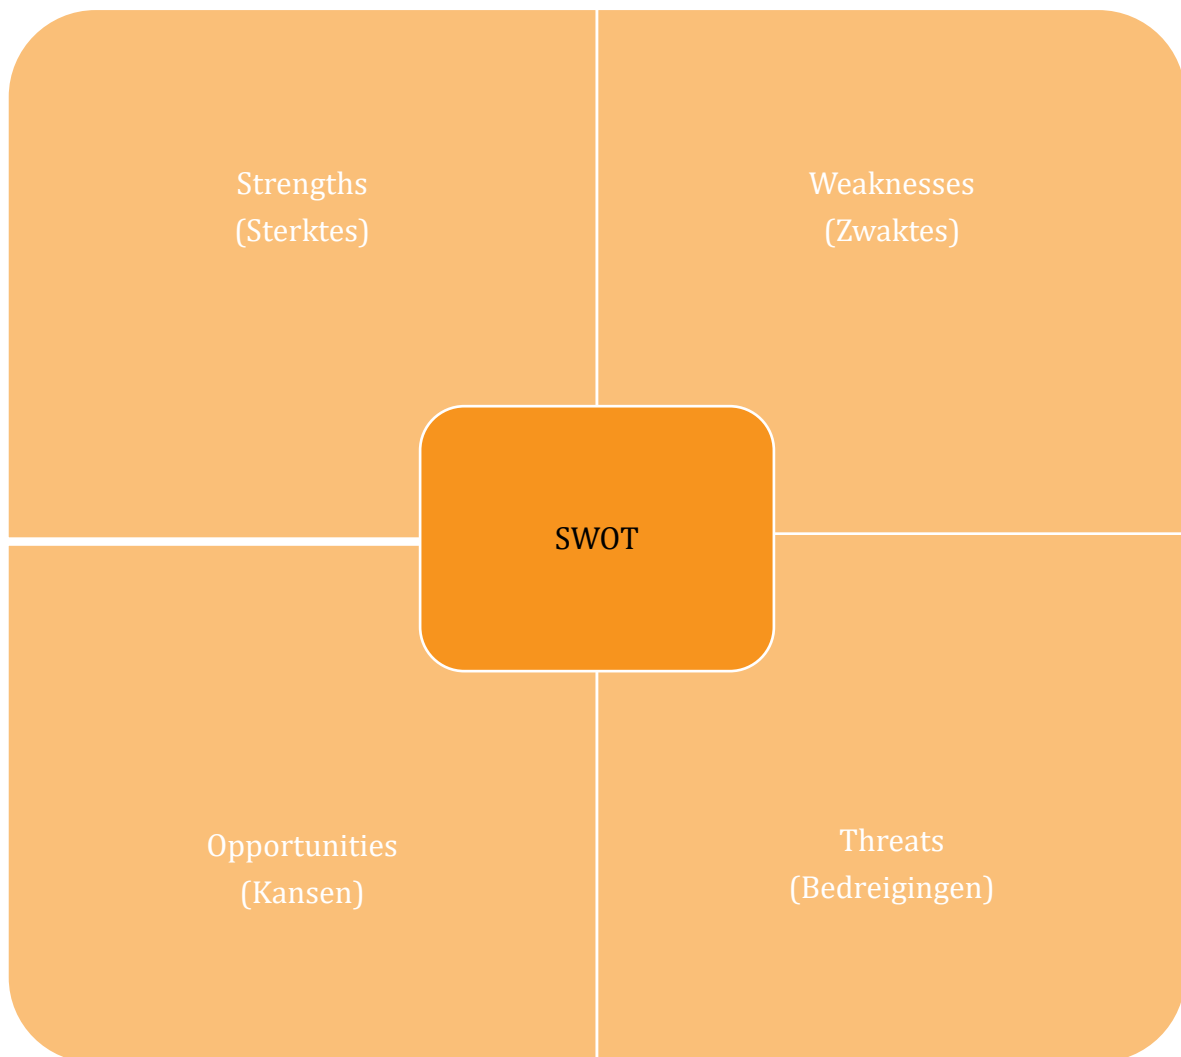 Strengths
(Sterktes)
Weaknesses
(Zwaktes)
SWOT
Opportunities
(Kansen)
Threats
(Bedreigingen)